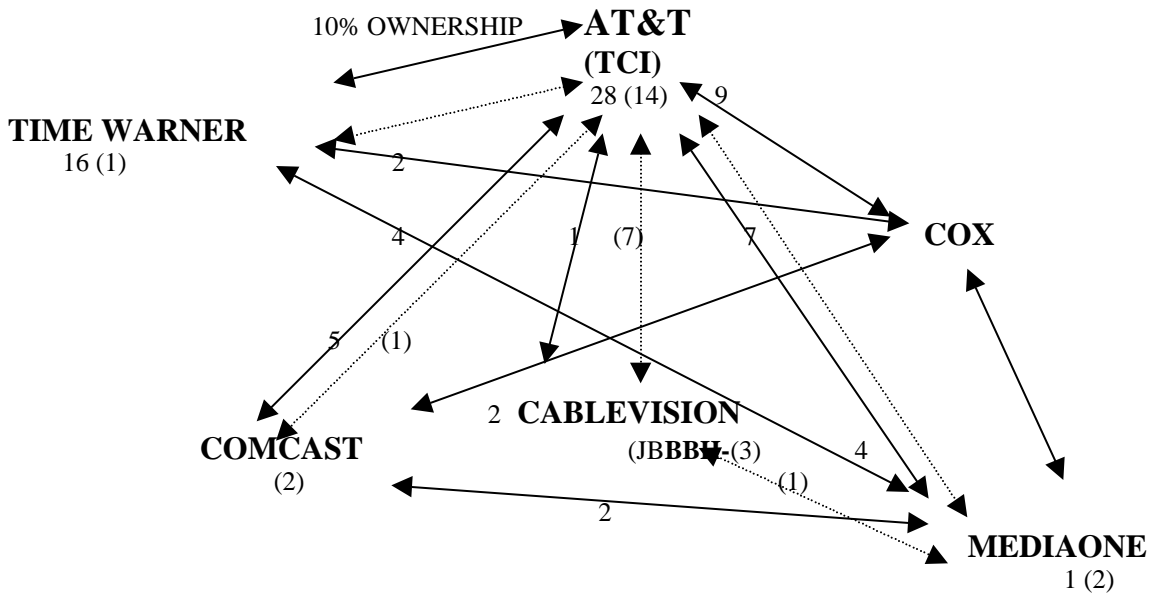 10% OWNERSHIP
AT&T
(TCI)
28 (14)
9
TIME WARNER
16 (1)
2
COX
4
1
(7)
7
5
(1)
2
CABLEVISION
COMCAST
(2)
(3)
4
(1)
2
MEDIAONE
1 (2)